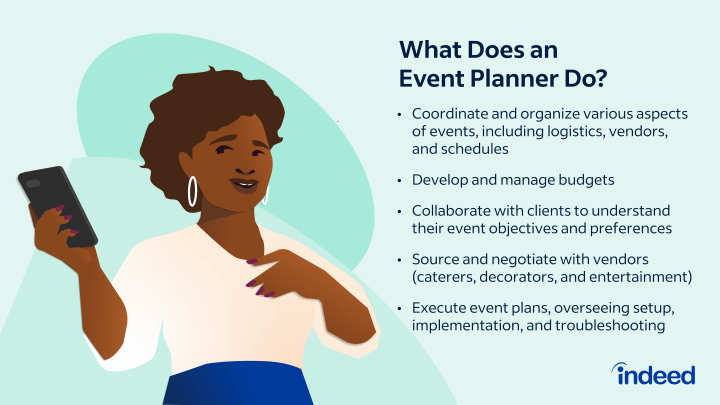 What Does an
Event Planner Do?
• Coordinate and organize various aspects
of events, including logistics, vendors,
and schedules
• Develop and manage budgets
• Collaborate with clients to understand
their event objectives and preferences
• Source and negotiate with vendors
(caterers, decorators, and entertainment)
• Execute event plans, overseeing setup,
implementation, and troubleshooting
indeed